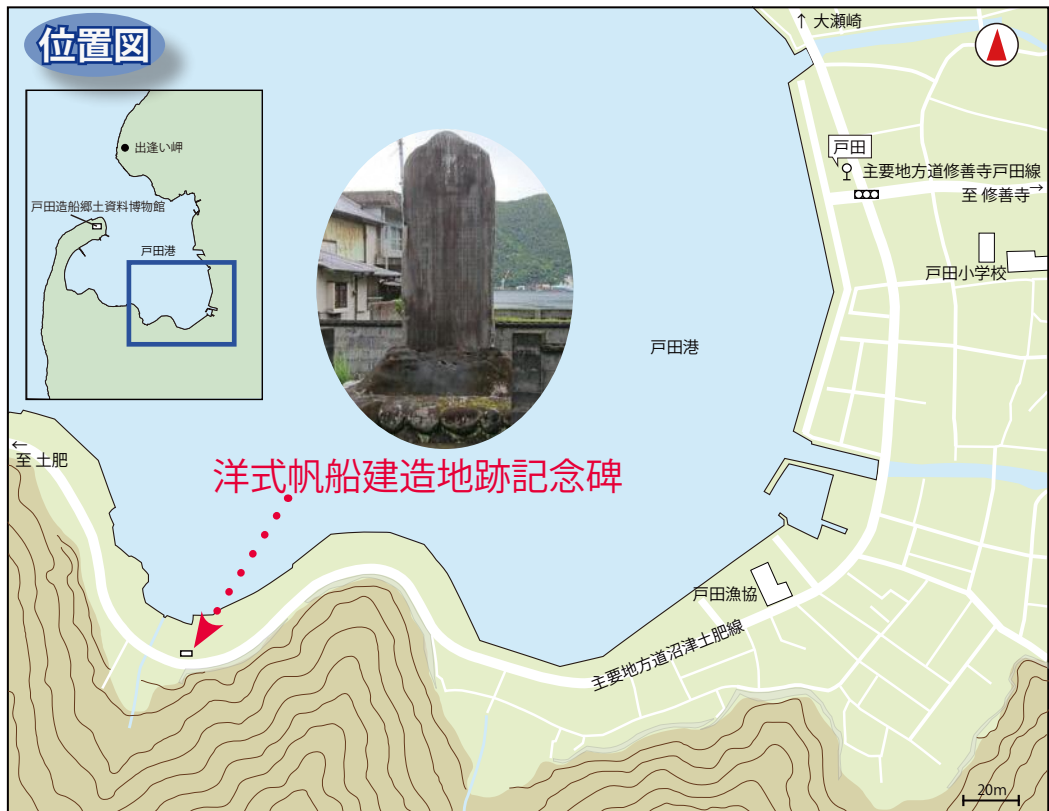 位置図
↑ 大瀬崎
出逢い岬
戸田造船郷土資料博物館
戸田港
戸田
主要地方道修善寺戸田線
至 修善寺→
戸田小学校
戸田港
←
至 土肥
洋式帆船建造地跡記念碑
戸田漁協
主要地方道沼津土肥線
20m